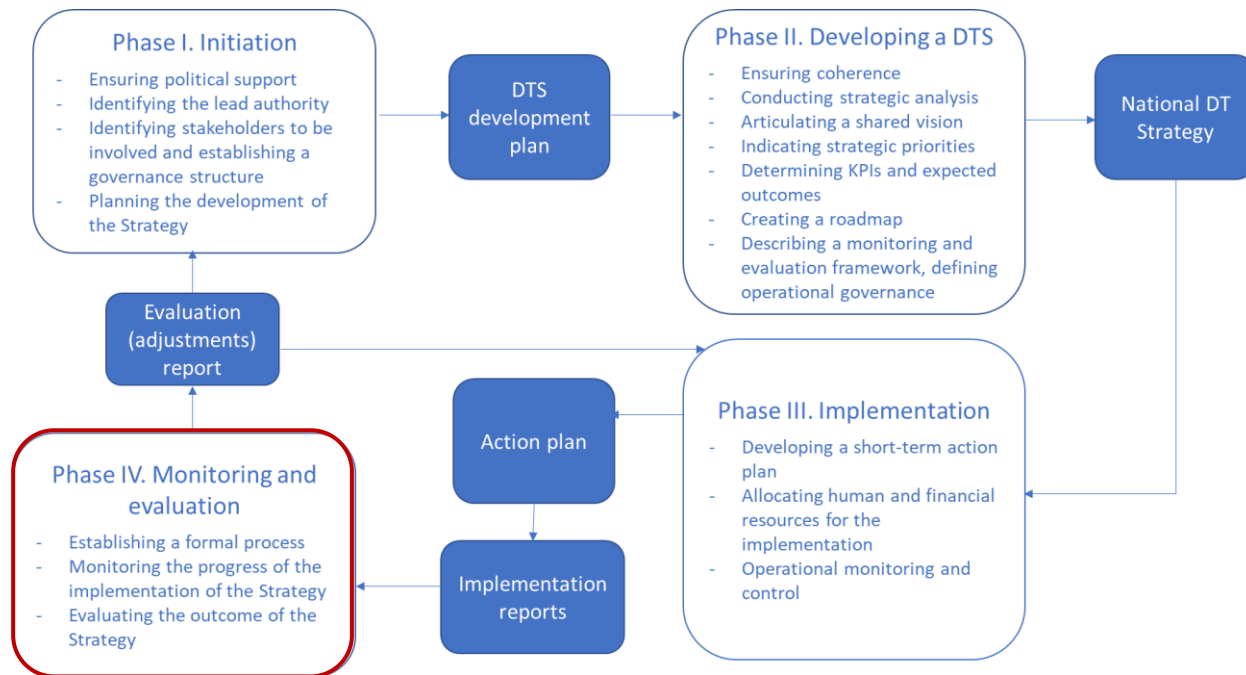 Phase I. Initiation
- Ensuring political support
- Identifying the lead authority
- Identifying stakeholders to be
involved and establishing a
governance structure
- Planning the development of
the Strategy
DTS
development
plan
Phase II. Developing a DTS
- Ensuring coherence
- Conducting strategic analysis
- Articulating a shared vision
- Indicating strategic priorities
- Determining KPIs and expected
outcomes
- Creating a roadmap
- Describing a monitoring and
evaluation framework, defining
operational governance
National DT
Strategy
Evaluation
(adjustments)
report
Phase III. Implementation
- Developing a short-term action
plan
- Allocating human and financial
resources for the
implementation
- Operational monitoring and
control
Action plan
Implementation
reports
Phase IV. Monitoring and
evaluation
- Establishing a formal process
- Monitoring the progress of the
implementation of the Strategy
- Evaluating the outcome of the
Strategy